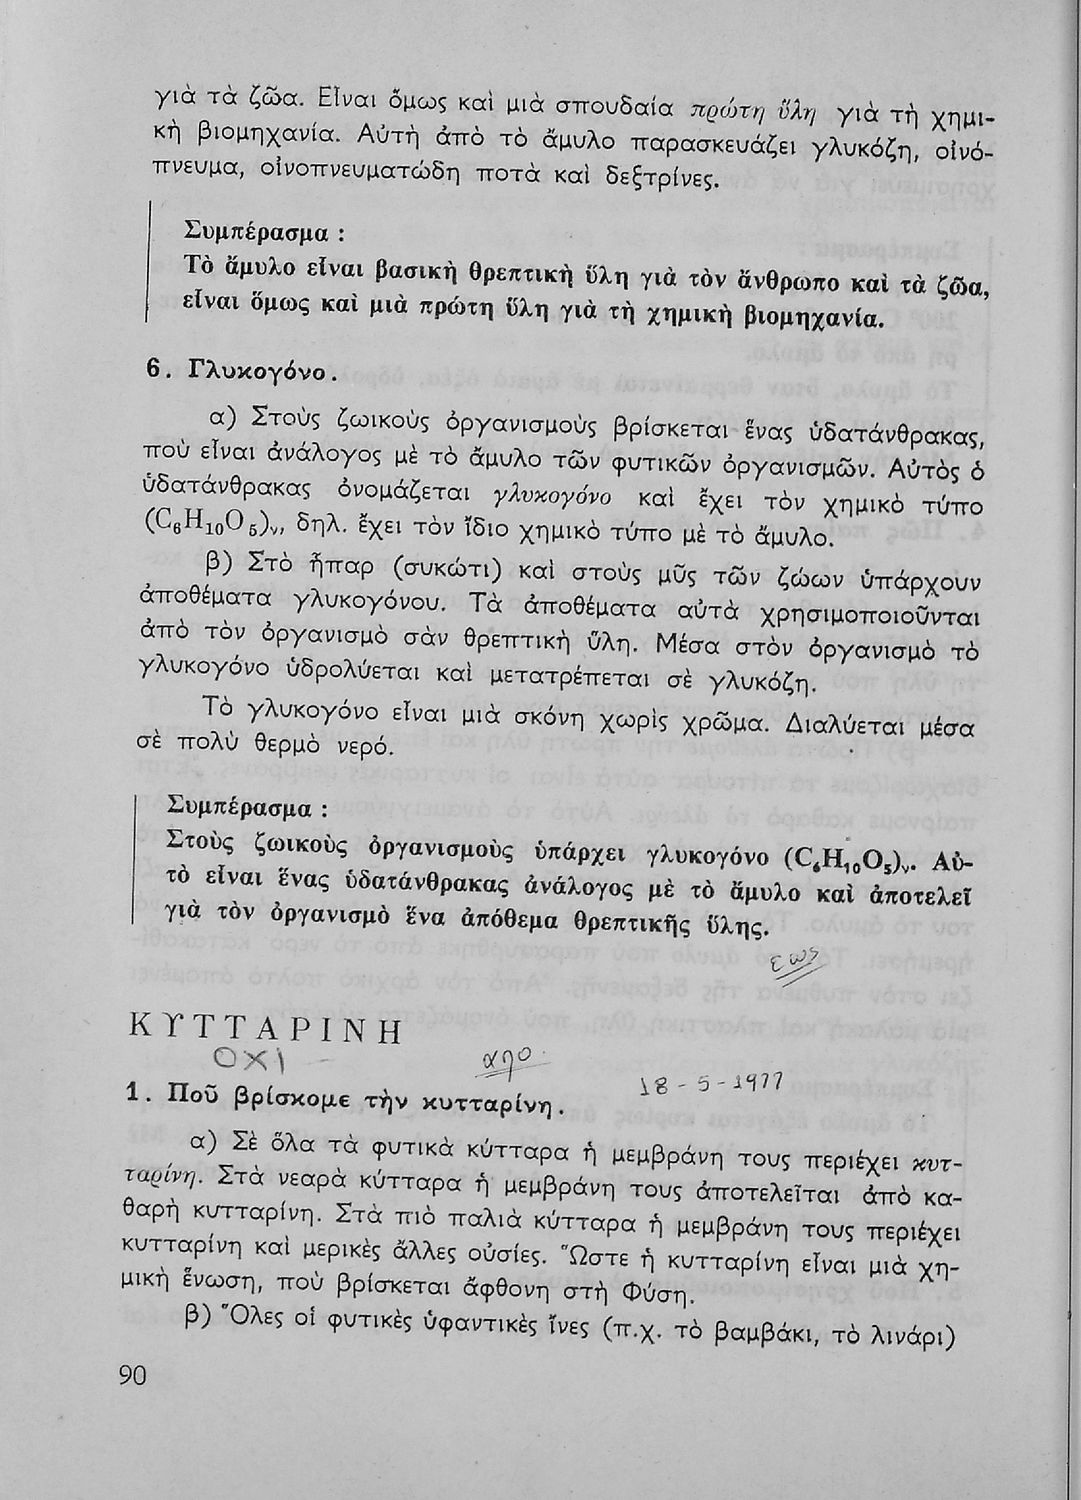 γιὰ τὰ ζῶα. Εἶναι ὅμως καὶ μιὰ σπουδαία πρώτη ὕλη γιὰ τὴ χημι-
κὴ βιομηχανία. Αὐτὴ ἀπὸ τὸ ἄμυλο παρασκευάζει γλυκόζη, οἰνό-
πνευμα, οἰνοπνευματώδη ποτὰ καὶ δεξτρίνες.
Συμπέρασμα :
Τὸ ἄμυλο εἶναι βασικὴ θρεπτικὴ ὕλη γιὰ τὸν ἄνθρωπο καὶ τὰ ζῶα,
εἶναι ὅμως καὶ μιὰ πρώτη ὕλη γιὰ τὴ χημικὴ βιομηχανία.
6. Γλυκογόνο.
α) Στοὺς ζωικοὺς ὀργανισμοὺς βρίσκεται ἕνας ὑδατάνθρακας,
ποὺ εἶναι ἀνάλογος μὲ τὸ ἄμυλο τῶν φυτικῶν ὀργανισμῶν. Αὐτὸς ὁ
ὑδατάνθρακας ὀνομάζεται γλυκογόνο καὶ ἔχει τὸν χημικὸ τύπο
(C₆H₁₀O₅)ᵥ, δηλ. ἔχει τὸν ἴδιο χημικὸ τύπο μὲ τὸ ἄμυλο.
β) Στὸ ἧπαρ (συκώτι) καὶ στοὺς μῦς τῶν ζώων ὑπάρχουν
ἀποθέματα γλυκογόνου. Τὰ ἀποθέματα αὐτὰ χρησιμοποιοῦνται
ἀπὸ τὸν ὀργανισμὸ σὰν θρεπτικὴ ὕλη. Μέσα στὸν ὀργανισμὸ τὸ
γλυκογόνο ὑδρολύεται καὶ μετατρέπεται σὲ γλυκόζη.
Τὸ γλυκογόνο εἶναι μιὰ σκόνη χωρὶς χρῶμα. Διαλύεται μέσα
σὲ πολὺ θερμὸ νερό.
Συμπέρασμα :
Στοὺς ζωικοὺς ὀργανισμοὺς ὑπάρχει γλυκογόνο (C₆H₁₀O₅)ᵥ. Αὐ-
τὸ εἶναι ἕνας ὑδατάνθρακας ἀνάλογος μὲ τὸ ἄμυλο καὶ ἀποτελεῖ
γιὰ τὸν ὀργανισμὸ ἕνα ἀπόθεμα θρεπτικῆς ὕλης.
εως
ΚΥΤΤΑΡΙΝΗ
ΟΧΙ
απο
18-5-1977
1. Ποῦ βρίσκομε τὴν κυτταρίνη.
α) Σὲ ὅλα τὰ φυτικὰ κύτταρα ἡ μεμβράνη τους περιέχει κυτ-
ταρίνη. Στὰ νεαρὰ κύτταρα ἡ μεμβράνη τους ἀποτελεῖται ἀπὸ κα-
θαρὴ κυτταρίνη. Στὰ πιὸ παλιὰ κύτταρα ἡ μεμβράνη τους περιέχει
κυτταρίνη καὶ μερικὲς ἄλλες οὐσίες. Ὥστε ἡ κυτταρίνη εἶναι μιὰ χη-
μικὴ ἕνωση, ποὺ βρίσκεται ἄφθονη στὴ Φύση.
β) Ὅλες οἱ φυτικὲς ὑφαντικὲς ἴνες (π.χ. τὸ βαμβάκι, τὸ λινάρι)
90